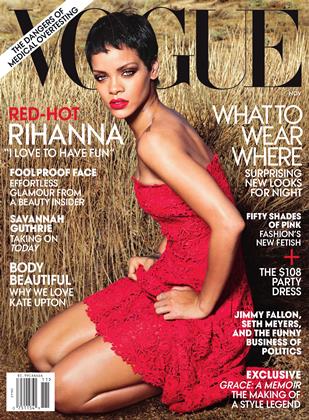 THE DANGERS OF
MEDICAL OVERTESTING
VOGUE
NOV
RED-HOT
RIHANNA
"I LOVE TO HAVE FUN"
FOOLPROOF FACE
EFFORTLESS
GLAMOUR FROM
A BEAUTY INSIDER
SAVANNAH
GUTHRIE
TAKING ON
TODAY
BODY
BEAUTIFUL
WHY WE LOVE
KATE UPTON
WHAT TO
WEAR
WHERE
SURPRISING
NEW LOOKS
FOR NIGHT
FIFTY SHADES
OF PINK
FASHION'S
NEW FETISH
+
THE $108
PARTY
DRESS
JIMMY FALLON,
SETH MEYERS,
AND THE FUNNY
BUSINESS OF
POLITICS
EXCLUSIVE
GRACE: A MEMOIR
THE MAKING OF
A STYLE LEGEND